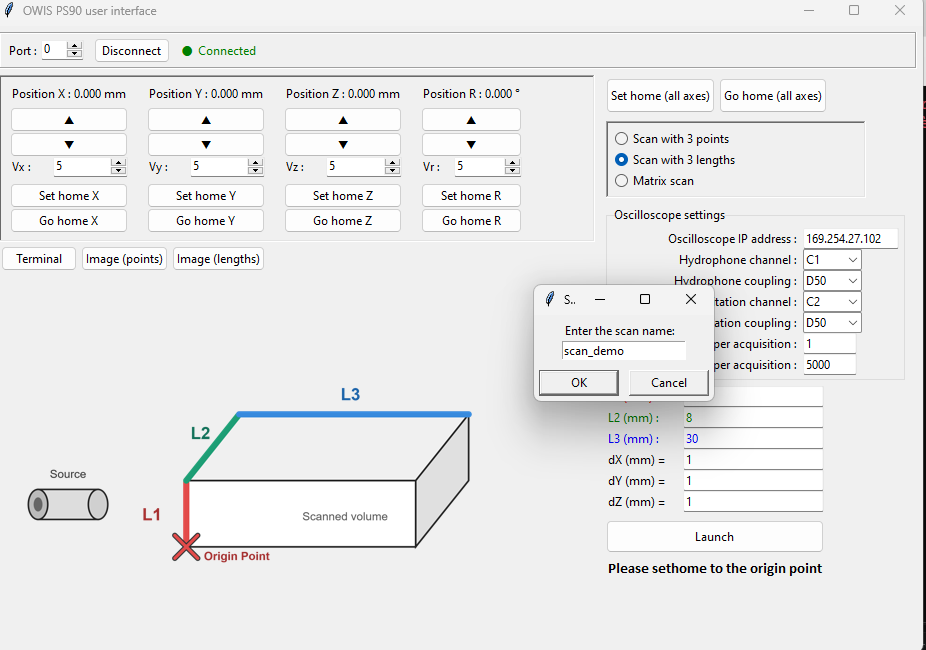 OWIS PS90 user interface
Port : 0 Disconnect Connected
Position X : 0.000 mm Position Y : 0.000 mm Position Z : 0.000 mm Position R : 0.000 °
Vx : 5 Vy : 5 Vz : 5 Vr : 5
Set home X Set home Y Set home Z Set home R
Go home X Go home Y Go home Z Go home R
Terminal Image (points) Image (lengths)
Set home (all axes) Go home (all axes)
Scan with 3 points
Scan with 3 lengths
Matrix scan
Oscilloscope settings
Oscilloscope IP address : 169.254.27.102
Hydrophone channel : C1
Hydrophone coupling : D50
tation channel : C2
ation coupling : D50
per acquisition : 1
per acquisition : 5000
S..
Enter the scan name:
scan_demo
OK Cancel
L2 (mm) : 8
L3 (mm) : 30
dX (mm) = 1
dY (mm) = 1
dZ (mm) = 1
Launch
Please sethome to the origin point
L3
L2
Source
L1
Scanned volume
Origin Point